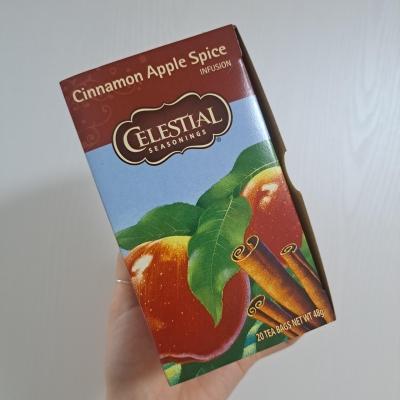 Cinnamon Apple Spice
INFUSION
CELESTIAL
SEASONINGS®
20 TEA BAGS NET WT 48g